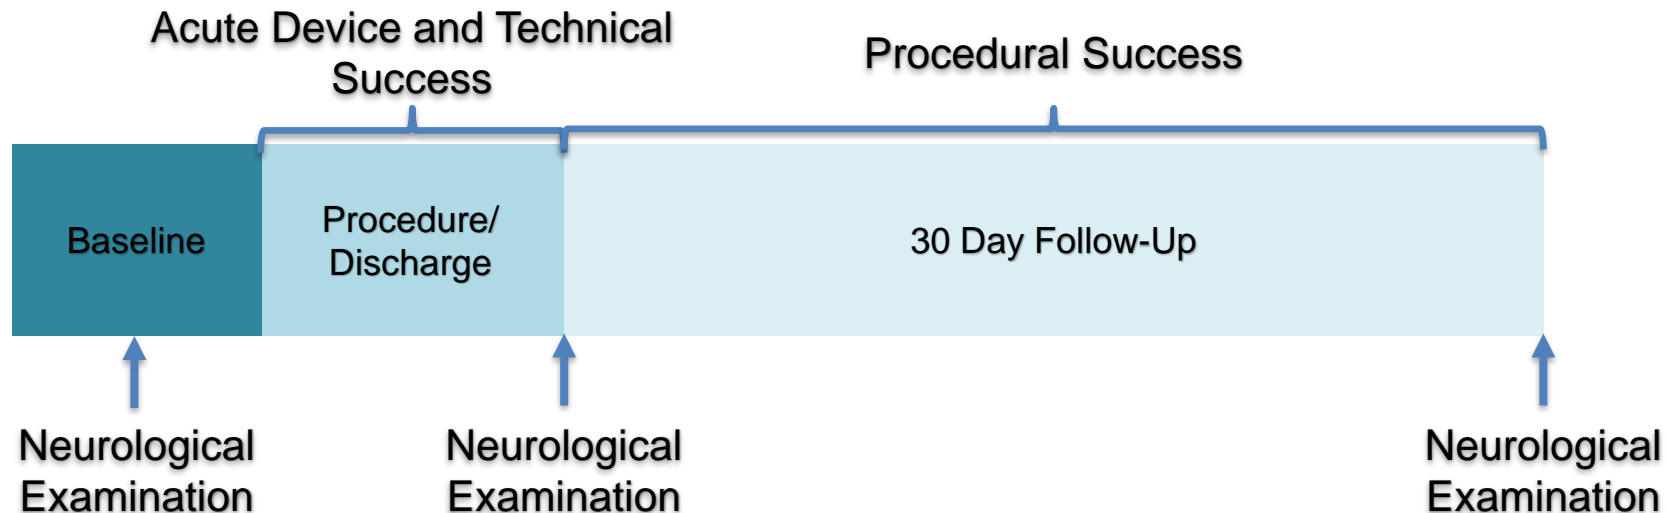 Acute Device and Technical
Success
Procedural Success
Baseline
Procedure/
Discharge
30 Day Follow-Up
Neurological
Examination
Neurological
Examination
Neurological
Examination